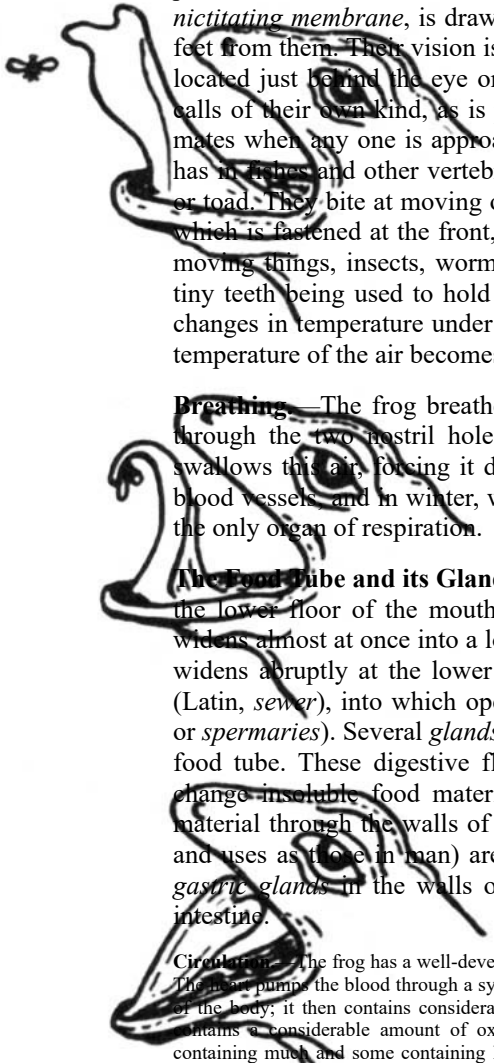 nictitating membrane, is draw
feet from them. Their vision is
located just behind the eye or
calls of their own kind, as is
mates when any one is approa
has in fishes and other verteb
or toad. They bite at moving o
which is fastened at the front,
moving things, insects, worm
tiny teeth being used to hold
changes in temperature under
temperature of the air becomes
Breathing.—The frog breathe
through the two nostril hole
swallows this air, forcing it d
blood vessels, and in winter, w
the only organ of respiration.
The Food Tube and its Gland
the lower floor of the mouth
widens almost at once into a lo
widens abruptly at the lower
(Latin, sewer), into which ope
or spermaries). Several glands
food tube. These digestive fl
change insoluble food mater
material through the walls of
and uses as those in man) are
gastric glands in the walls o
intestine.
Circulation.—The frog has a well-deve
The heart pumps the blood through a sy
of the body; it then contains considera
contains a considerable amount of ox
containing much and some containing